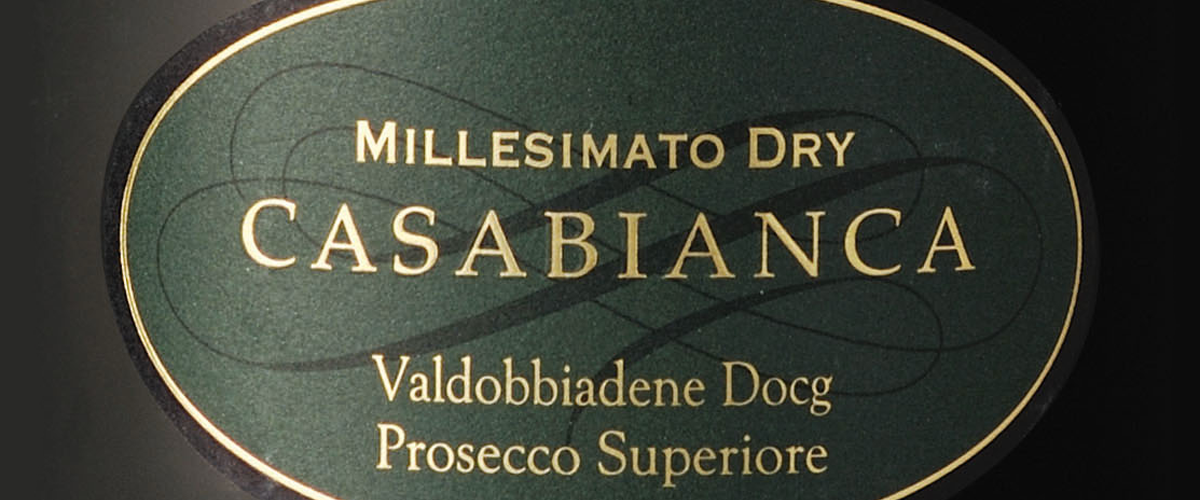 MILLESIMATO DRY
CASABIANCA
Valdobbiadene Docg
Prosecco Superiore